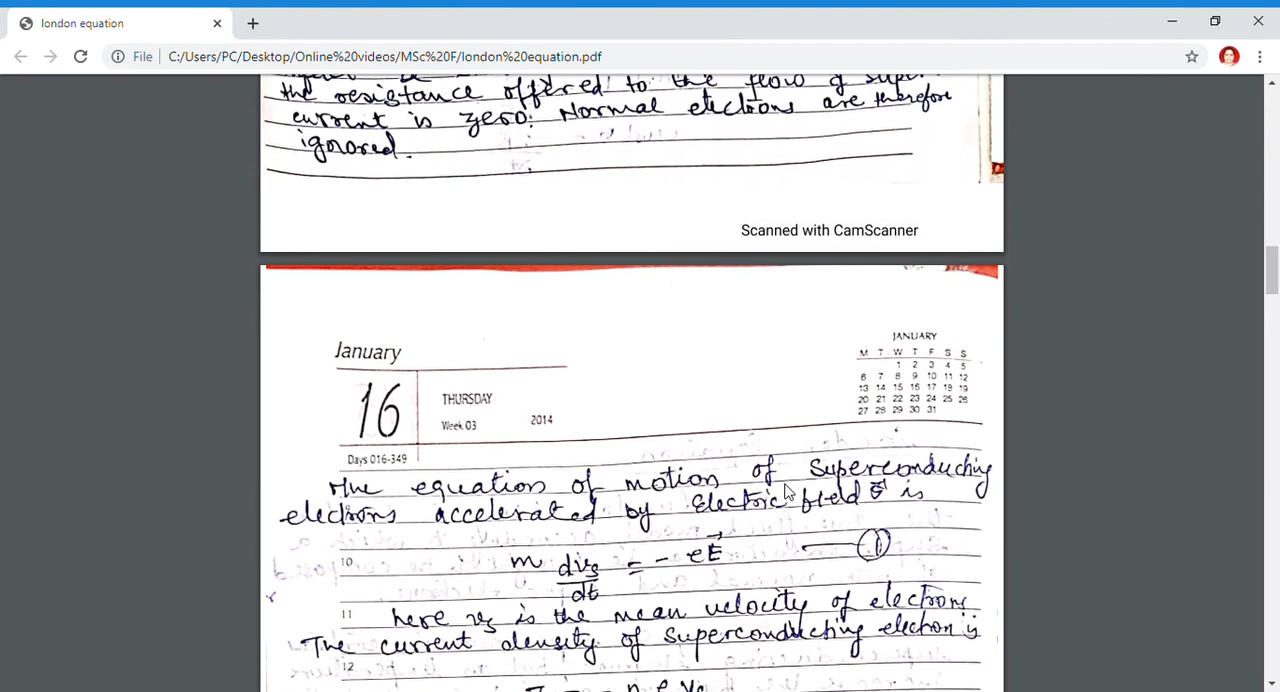 london equation
File C:/Users/PC/Desktop/Online%20videos/MSc%20F/london%20equation.pdf
the resistance offered to the flow of super
current is zero. Normal electrons are therefore
ignored.
Scanned with CamScanner
January
16
THURSDAY
Week 03 2014
Days 016-349
JANUARY
M T W T F S S
1 2 3 4 5
6 7 8 9 10 11 12
13 14 15 16 17 18 19
20 21 22 23 24 25 26
27 28 29 30 31
The equation of motion of Superconducting
electrons accelerated by Electric field E is
10 m dvs/dt = - eE ——— (1)
11 here vs is the mean velocity of electrons
The current density of Superconducting electron is
12